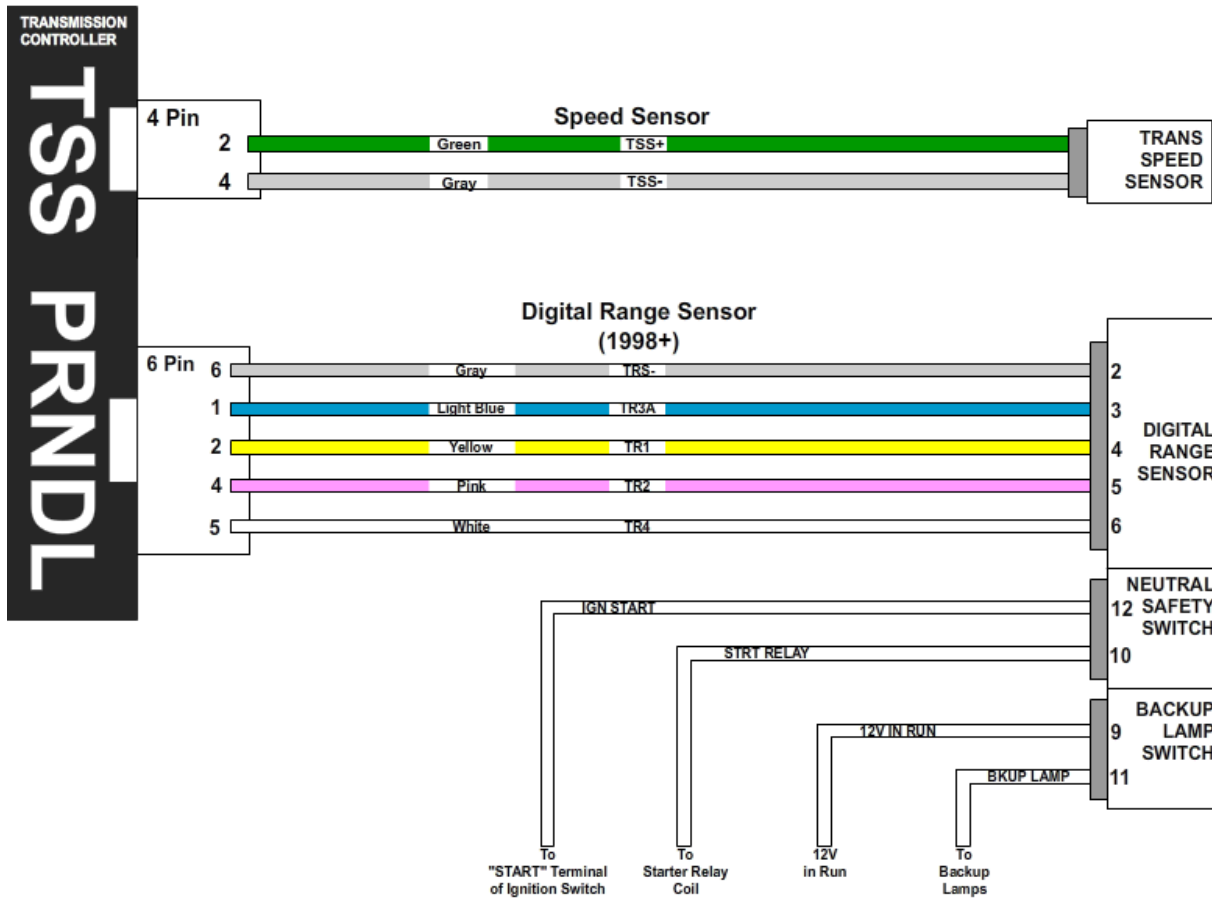 TRANSMISSION
CONTROLLER
TSS PRNDL
4 Pin
Speed Sensor
2
Green
TSS+
4
Gray
TSS-
TRANS
SPEED
SENSOR
Digital Range Sensor
(1998+)
6 Pin
6
Gray
TRS-
2
1
Light Blue
TR3A
3
2
Yellow
TR1
4
4
Pink
TR2
5
5
White
TR4
6
DIGITAL
RANGE
SENSOR
IGN START
12
STRT RELAY
10
NEUTRAL
SAFETY
SWITCH
12V IN RUN
9
BKUP LAMP
11
BACKUP
LAMP
SWITCH
To
"START" Terminal
of Ignition Switch
To
Starter Relay
Coil
12V
in Run
To
Backup
Lamps